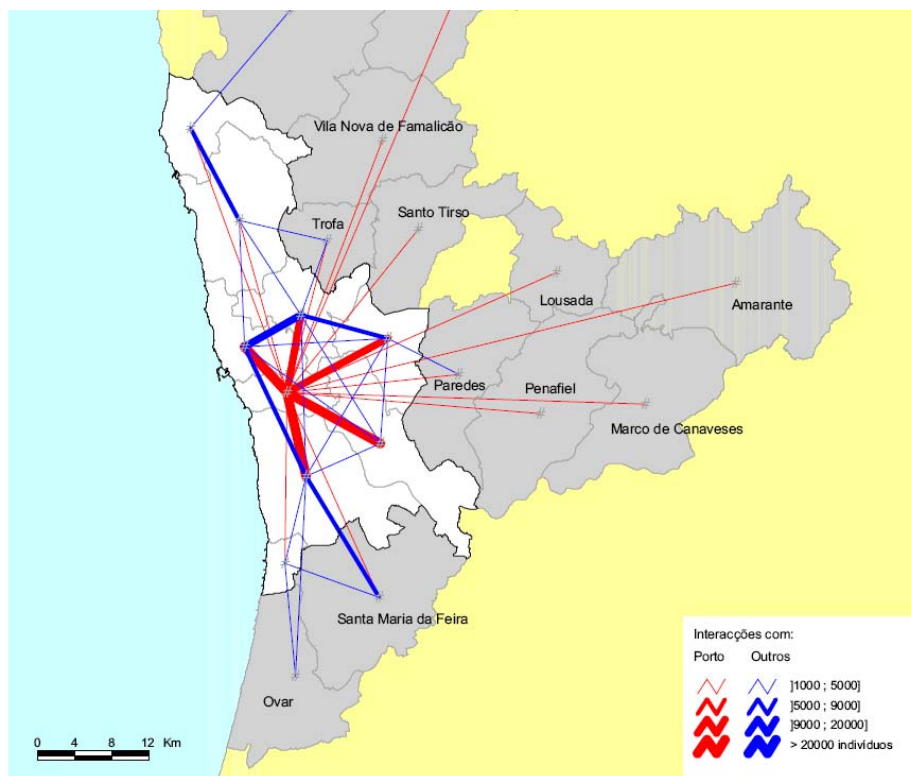 Vila Nova de Famalicão
Trofa
Santo Tirso
Lousada
Amarante
Paredes
Penafiel
Marco de Canaveses
Santa Maria da Feira
Ovar
0 4 8 12 Km
Interacções com:
Porto Outros
]1000 ; 5000]
]5000 ; 9000]
]9000 ; 20000]
> 20000 indivíduos